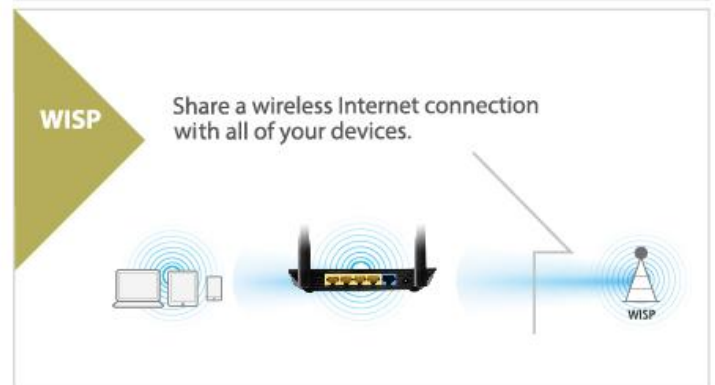 WISP
Share a wireless Internet connection
with all of your devices.
WISP